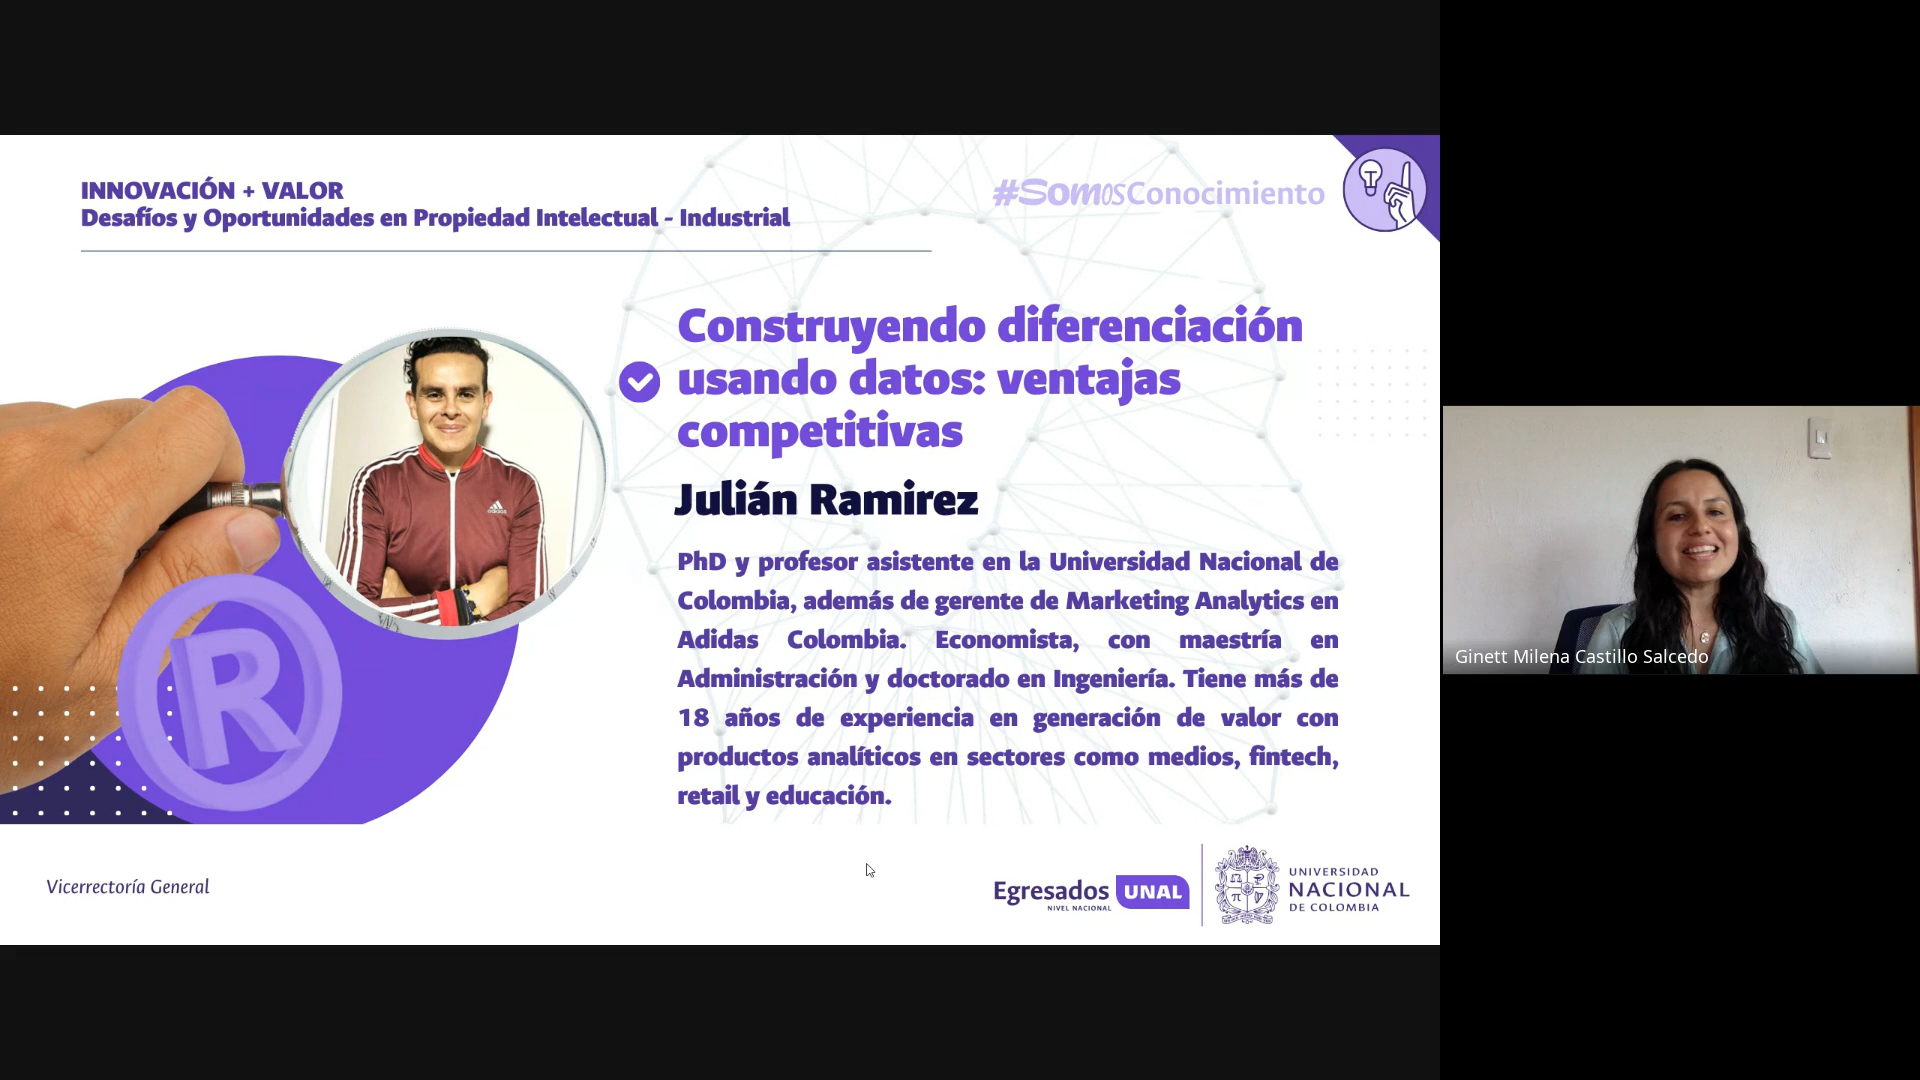 INNOVACIÓN + VALOR
Desafíos y Oportunidades en Propiedad Intelectual - Industrial
#SomosConocimiento
Construyendo diferenciación
usando datos: ventajas
competitivas
Julián Ramirez
PhD y profesor asistente en la Universidad Nacional de
Colombia, además de gerente de Marketing Analytics en
Adidas Colombia. Economista, con maestría en
Administración y doctorado en Ingeniería. Tiene más de
18 años de experiencia en generación de valor con
productos analíticos en sectores como medios, fintech,
retail y educación.
adidas
R
Vicerrectoría General
Egresados UNAL
NIVEL NACIONAL
UNIVERSIDAD
NACIONAL
DE COLOMBIA
Ginett Milena Castillo Salcedo